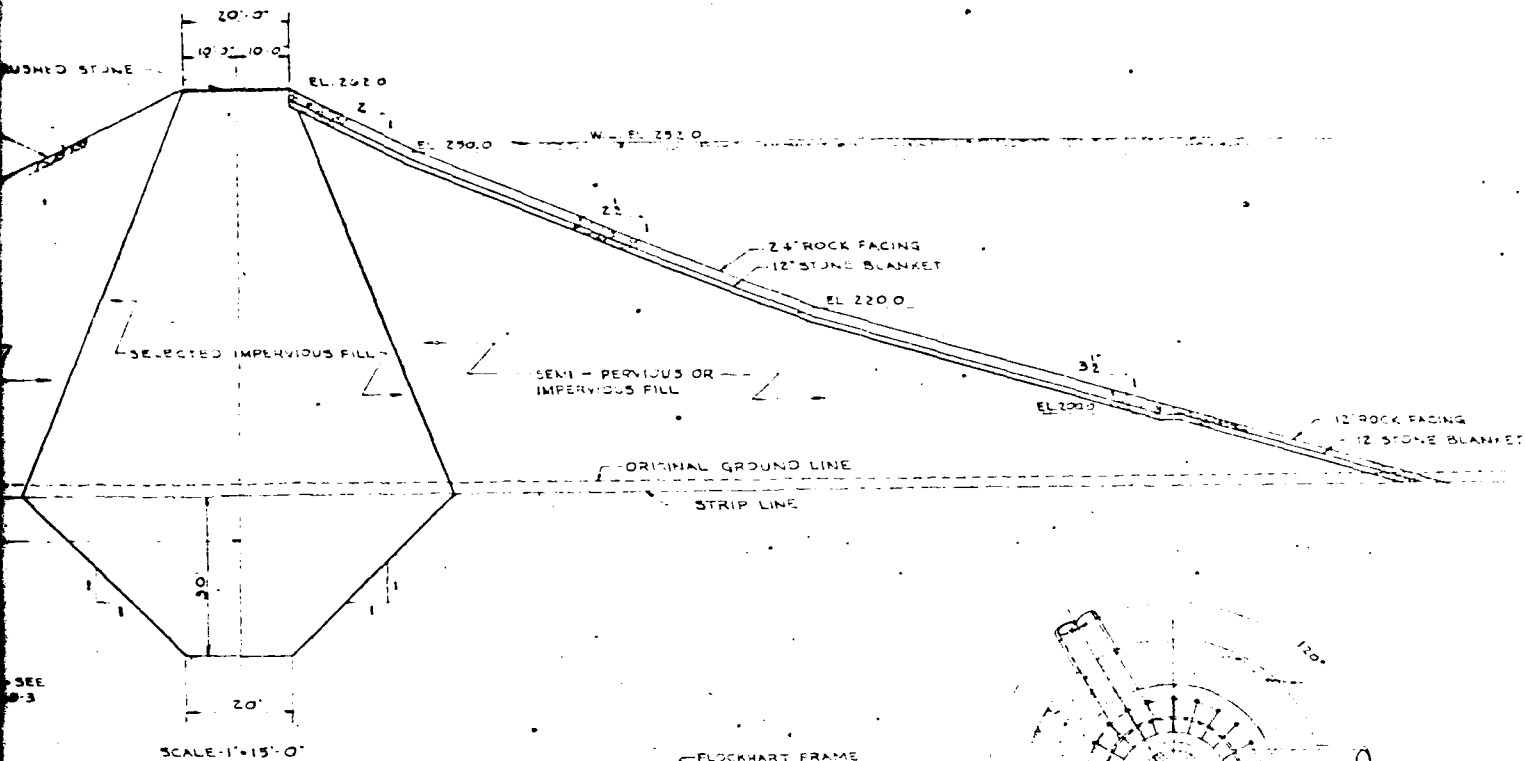 20'-0"
10'-0" 10'-0"
USHED STONE
EL. 262.0
2
1
EL 250.0
W EL 252.0
2½
1
24" ROCK FACING
12" STONE BLANKET
EL 220.0
SELECTED IMPERVIOUS FILL
SEMI - PERVIOUS OR
IMPERVIOUS FILL
3½
1
EL 200.0
12" ROCK FACING
12" STONE BLANKET
ORIGINAL GROUND LINE
STRIP LINE
30'
1
1
1
1
120°
SEE
20'
SCALE-1"=15'-0"
FLOCKHART FRAME